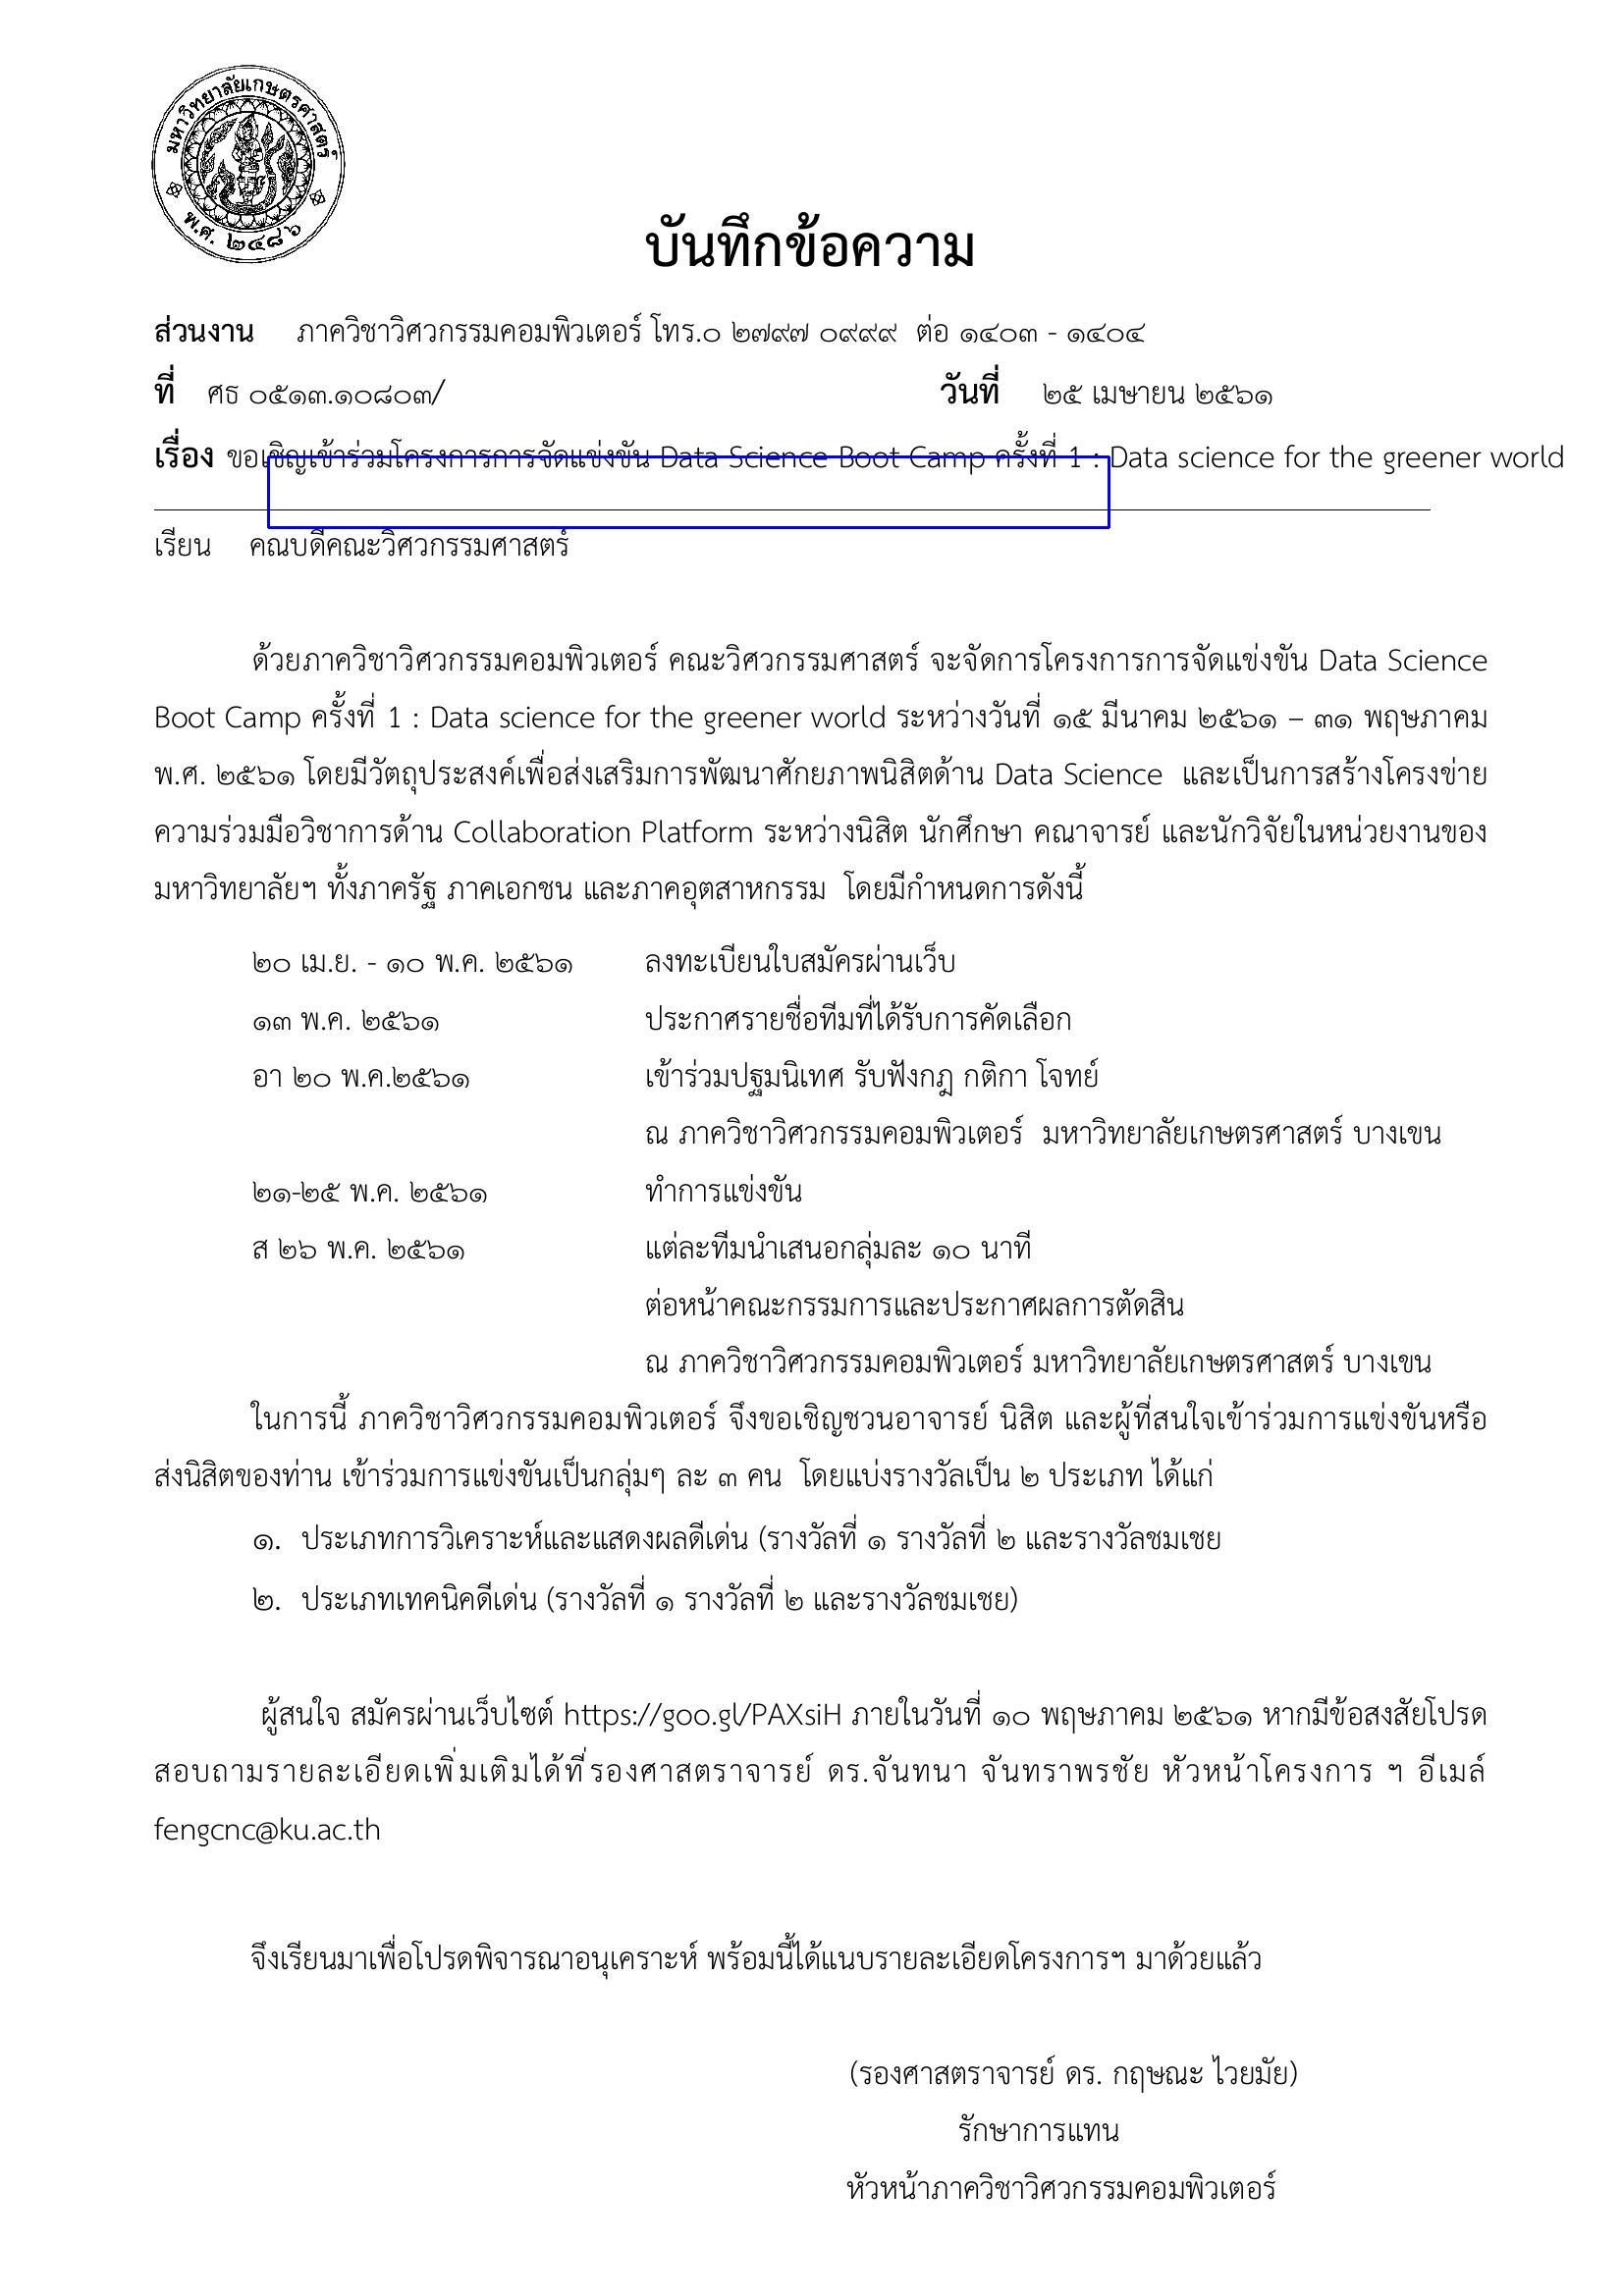 มหาวิทยาลัยเกษตรศาสตร์
พ.ศ. ๒๔๘๖
บันทึกข้อความ
ส่วนงาน ภาควิชาวิศวกรรมคอมพิวเตอร์ โทร.๐ ๒๗๙๗ ๐๙๙๙ ต่อ ๑๔๐๓ - ๑๔๐๔
ที่ ศธ ๐๕๑๓.๑๐๘๐๓/ วันที่ ๒๕ เมษายน ๒๕๖๑
เรื่อง ขอเชิญเข้าร่วมโครงการการจัดแข่งขัน Data Science Boot Camp ครั้งที่ 1 : Data science for the greener world
เรียน คณบดีคณะวิศวกรรมศาสตร์
ด้วยภาควิชาวิศวกรรมคอมพิวเตอร์ คณะวิศวกรรมศาสตร์ จะจัดการโครงการการจัดแข่งขัน Data Science
Boot Camp ครั้งที่ 1 : Data science for the greener world ระหว่างวันที่ ๑๕ มีนาคม ๒๕๖๑ – ๓๑ พฤษภาคม
พ.ศ. ๒๕๖๑ โดยมีวัตถุประสงค์เพื่อส่งเสริมการพัฒนาศักยภาพนิสิตด้าน Data Science และเป็นการสร้างโครงข่าย
ความร่วมมือวิชาการด้าน Collaboration Platform ระหว่างนิสิต นักศึกษา คณาจารย์ และนักวิจัยในหน่วยงานของ
มหาวิทยาลัยฯ ทั้งภาครัฐ ภาคเอกชน และภาคอุตสาหกรรม โดยมีกำหนดการดังนี้
๒๐ เม.ย. - ๑๐ พ.ค. ๒๕๖๑ ลงทะเบียนใบสมัครผ่านเว็บ
๑๓ พ.ค. ๒๕๖๑ ประกาศรายชื่อทีมที่ได้รับการคัดเลือก
อา ๒๐ พ.ค.๒๕๖๑ เข้าร่วมปฐมนิเทศ รับฟังกฎ กติกา โจทย์
ณ ภาควิชาวิศวกรรมคอมพิวเตอร์ มหาวิทยาลัยเกษตรศาสตร์ บางเขน
๒๑-๒๕ พ.ค. ๒๕๖๑ ทำการแข่งขัน
ส ๒๖ พ.ค. ๒๕๖๑ แต่ละทีมนำเสนอกลุ่มละ ๑๐ นาที
ต่อหน้าคณะกรรมการและประกาศผลการตัดสิน
ณ ภาควิชาวิศวกรรมคอมพิวเตอร์ มหาวิทยาลัยเกษตรศาสตร์ บางเขน
ในการนี้ ภาควิชาวิศวกรรมคอมพิวเตอร์ จึงขอเชิญชวนอาจารย์ นิสิต และผู้ที่สนใจเข้าร่วมการแข่งขันหรือ
ส่งนิสิตของท่าน เข้าร่วมการแข่งขันเป็นกลุ่มๆ ละ ๓ คน โดยแบ่งรางวัลเป็น ๒ ประเภท ได้แก่
๑. ประเภทการวิเคราะห์และแสดงผลดีเด่น (รางวัลที่ ๑ รางวัลที่ ๒ และรางวัลชมเชย
๒. ประเภทเทคนิคดีเด่น (รางวัลที่ ๑ รางวัลที่ ๒ และรางวัลชมเชย)
ผู้สนใจ สมัครผ่านเว็บไซต์ https://goo.gl/PAXsiH ภายในวันที่ ๑๐ พฤษภาคม ๒๕๖๑ หากมีข้อสงสัยโปรด
สอบถามรายละเอียดเพิ่มเติมได้ที่รองศาสตราจารย์ ดร.จันทนา จันทราพรชัย หัวหน้าโครงการ ฯ อีเมล์
fengcnc@ku.ac.th
จึงเรียนมาเพื่อโปรดพิจารณาอนุเคราะห์ พร้อมนี้ได้แนบรายละเอียดโครงการฯ มาด้วยแล้ว
(รองศาสตราจารย์ ดร. กฤษณะ ไวยมัย)
รักษาการแทน
หัวหน้าภาควิชาวิศวกรรมคอมพิวเตอร์